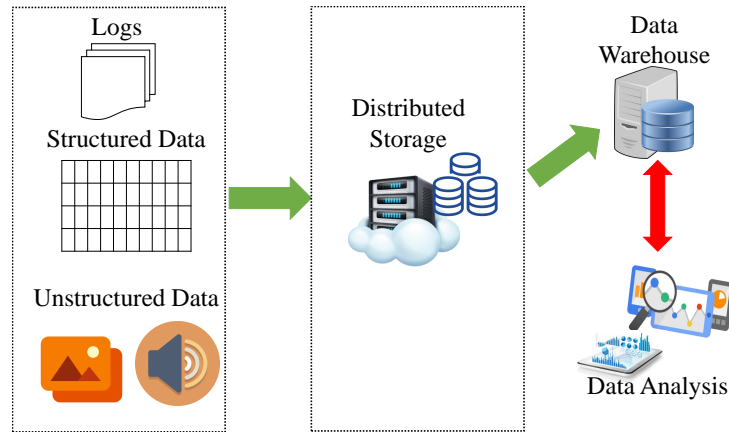 Logs
Structured Data
Unstructured Data
Distributed
Storage
Data
Warehouse
Data Analysis